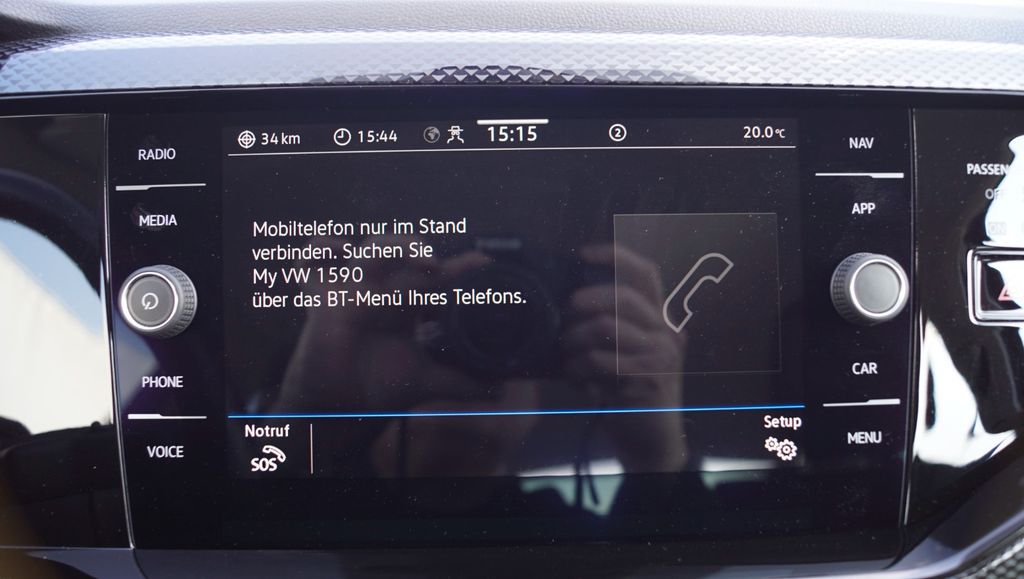 34 km 15:44 15:15 2 20.0°C
RADIO
MEDIA
PHONE
VOICE
Mobiltelefon nur im Stand
verbinden. Suchen Sie
My VW 1590
über das BT-Menü Ihres Telefons.
Notruf
SOS
Setup
NAV
APP
CAR
MENU
PASSEN